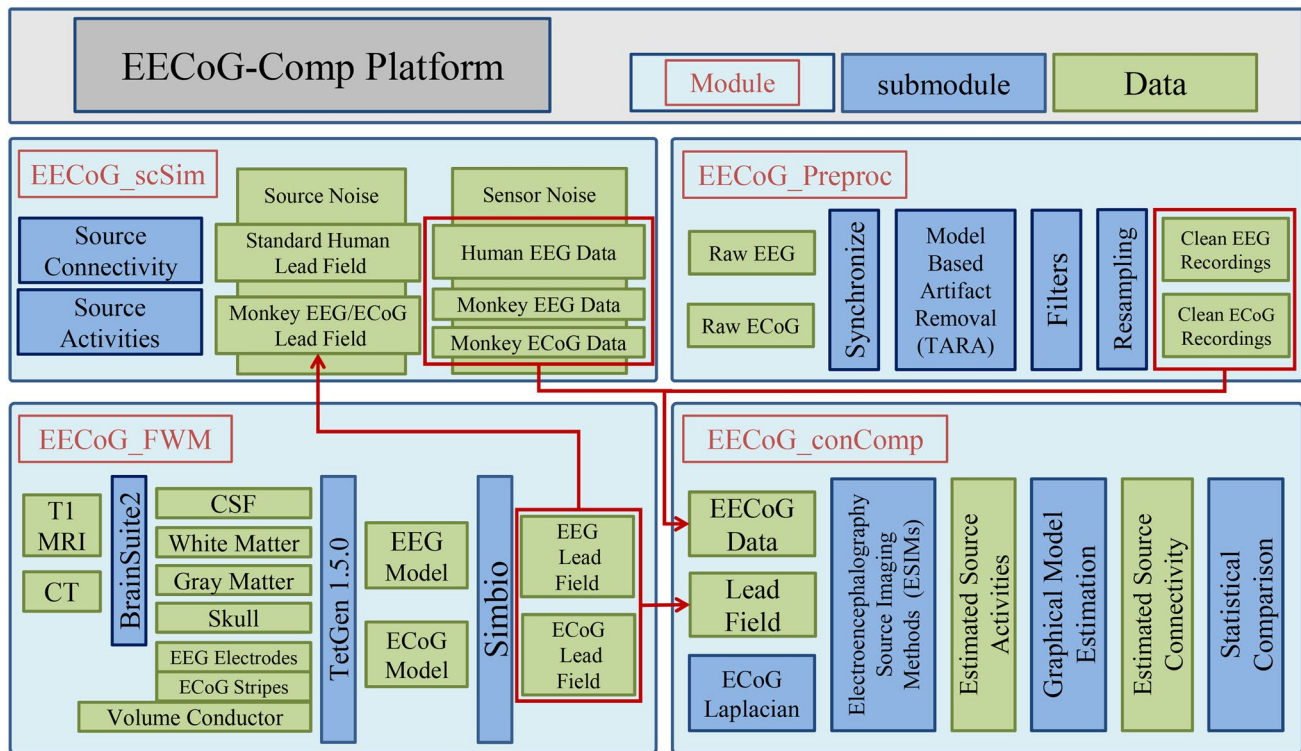 EECoG-Comp Platform
Module
submodule
Data
EECoG_scSim
Source
Connectivity
Source
Activities
Source Noise
Standard Human
Lead Field
Monkey EEG/ECoG
Lead Field
Sensor Noise
Human EEG Data
Monkey EEG Data
Monkey ECoG Data
EECoG_Preproc
Raw EEG
Raw ECoG
Synchronize
Model
Based
Artifact
Removal
(TARA)
Filters
Resampling
Clean EEG
Recordings
Clean ECoG
Recordings
EECoG_FWM
T1
MRI
CT
BrainSuite2
CSF
White Matter
Gray Matter
Skull
EEG Electrodes
ECoG Stripes
Volume Conductor
TetGen 1.5.0
EEG
Model
ECoG
Model
Simbio
EEG
Lead
Field
ECoG
Lead
Field
EECoG_conComp
EECoG
Data
Lead
Field
ECoG
Laplacian
Electroencephalography
Source Imaging
Methods (ESIMs)
Estimated Source
Activities
Graphical Model
Estimation
Estimated Source
Connectivity
Statistical
Comparison